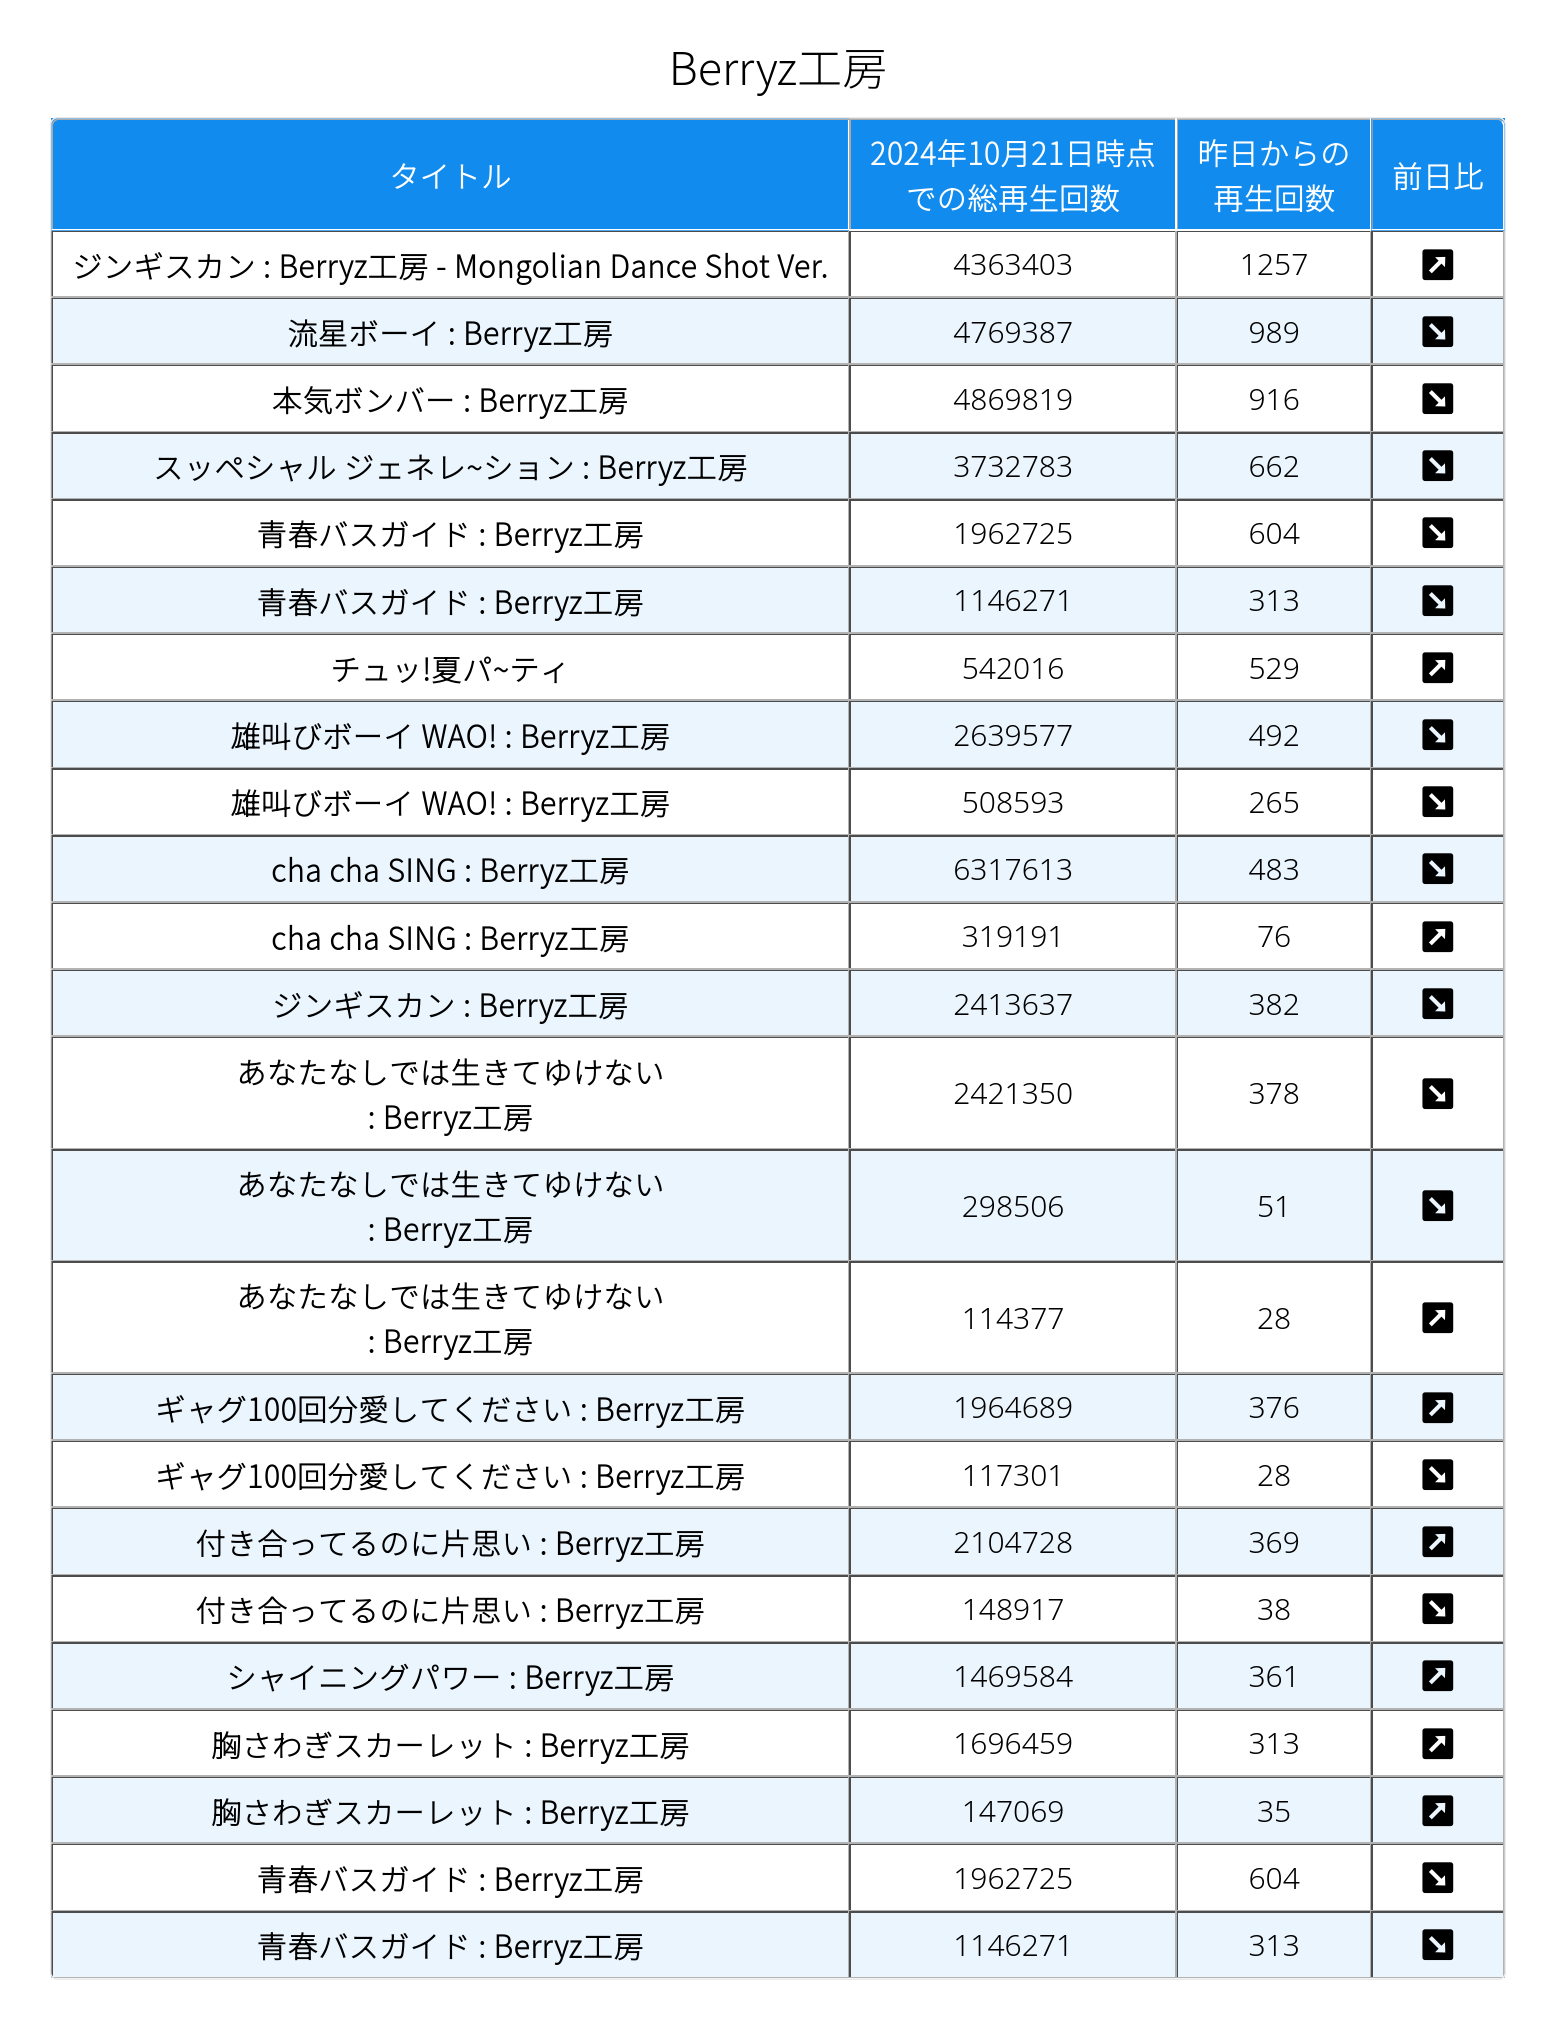 Berryz工房
タイトル 2024年10月21日時点 昨日からの 前日比
での総再生回数 再生回数
ジンギスカン : Berryz工房 - Mongolian Dance Shot Ver. 4363403 1257
流星ボーイ : Berryz工房 4769387 989
本気ボンバー : Berryz工房 4869819 916
スッペシャル ジェネレ~ション : Berryz工房 3732783 662
青春バスガイド : Berryz工房 1962725 604
青春バスガイド : Berryz工房 1146271 313
チュッ!夏パ~ティ 542016 529
雄叫びボーイ WAO! : Berryz工房 2639577 492
雄叫びボーイ WAO! : Berryz工房 508593 265
cha cha SING : Berryz工房 6317613 483
cha cha SING : Berryz工房 319191 76
ジンギスカン : Berryz工房 2413637 382
あなたなしでは生きてゆけない
: Berryz工房 2421350 378
あなたなしでは生きてゆけない
: Berryz工房 298506 51
あなたなしでは生きてゆけない
: Berryz工房 114377 28
ギャグ100回分愛してください : Berryz工房 1964689 376
ギャグ100回分愛してください : Berryz工房 117301 28
付き合ってるのに片思い : Berryz工房 2104728 369
付き合ってるのに片思い : Berryz工房 148917 38
シャイニングパワー : Berryz工房 1469584 361
胸さわぎスカーレット : Berryz工房 1696459 313
胸さわぎスカーレット : Berryz工房 147069 35
青春バスガイド : Berryz工房 1962725 604
青春バスガイド : Berryz工房 1146271 313